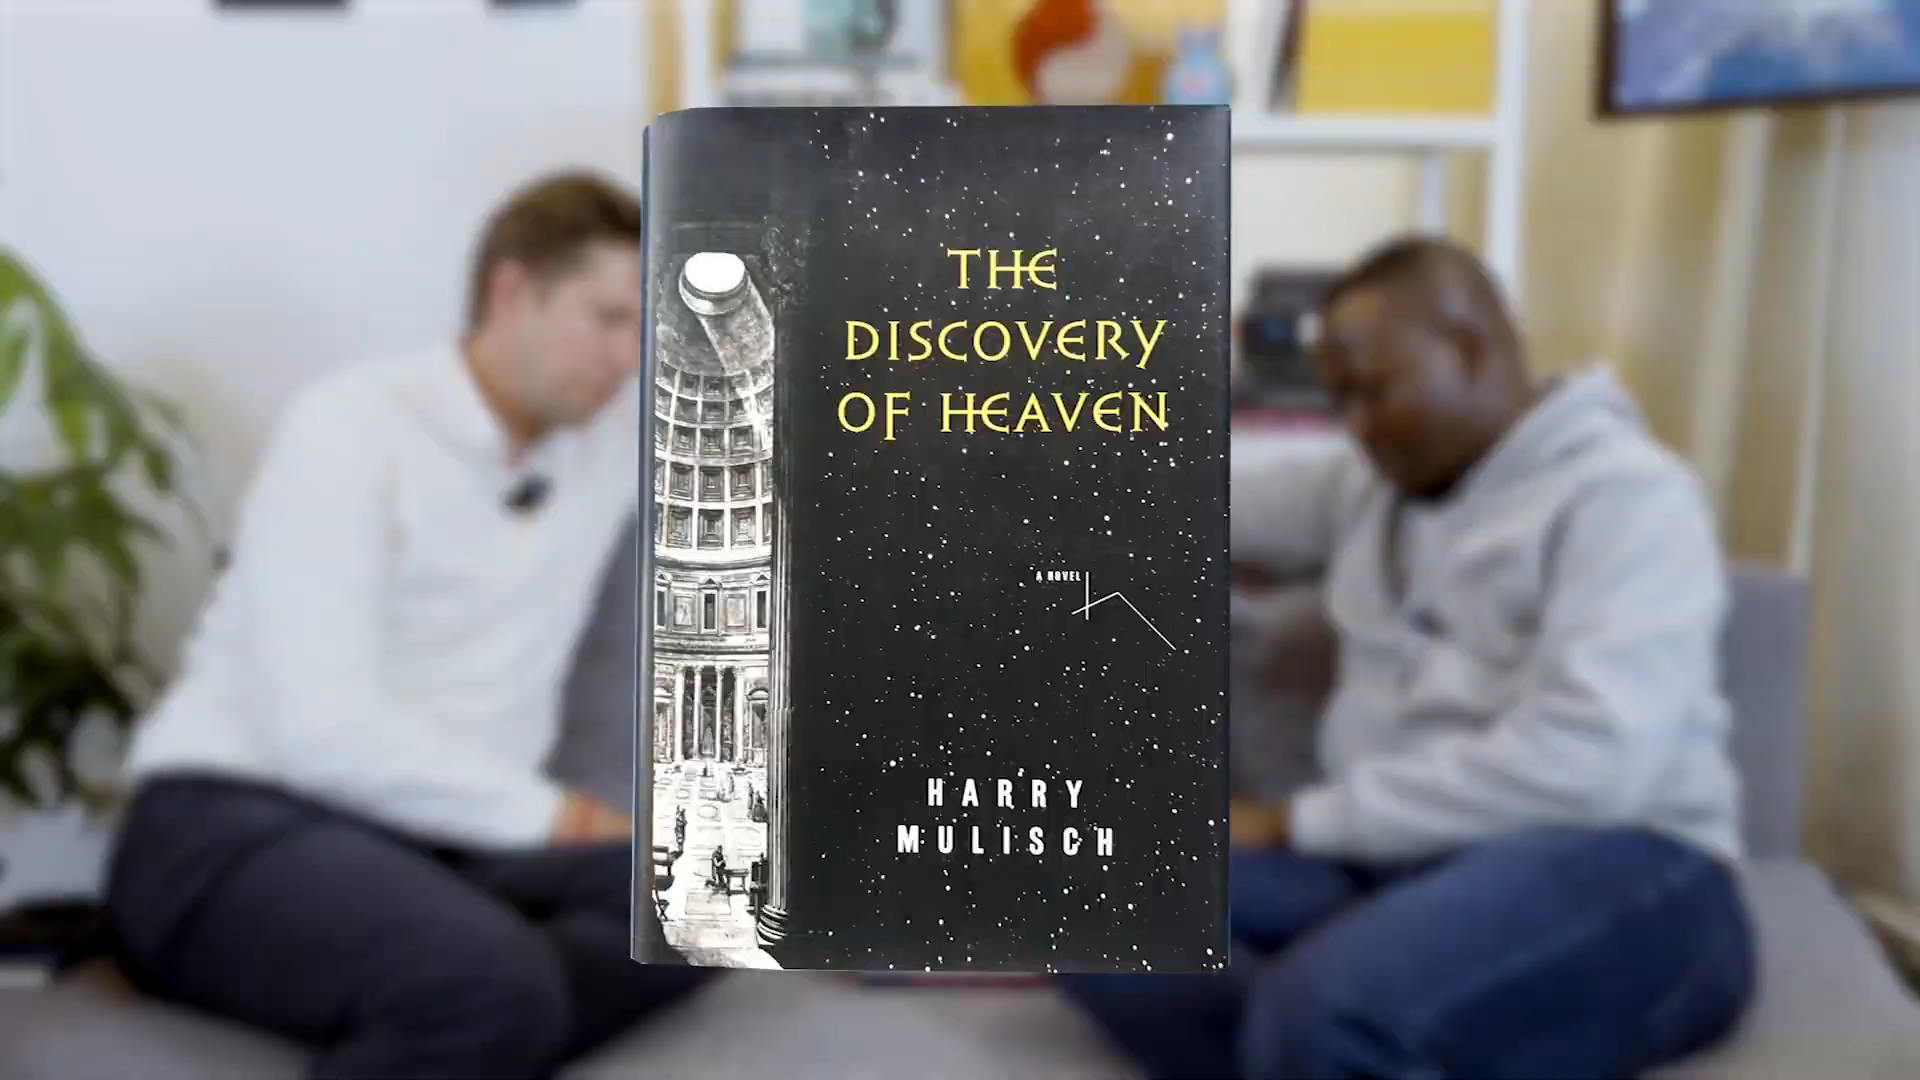 THE
DISCOVERY
OF HEAVEN
A NOVEL
HARRY
MULISCH